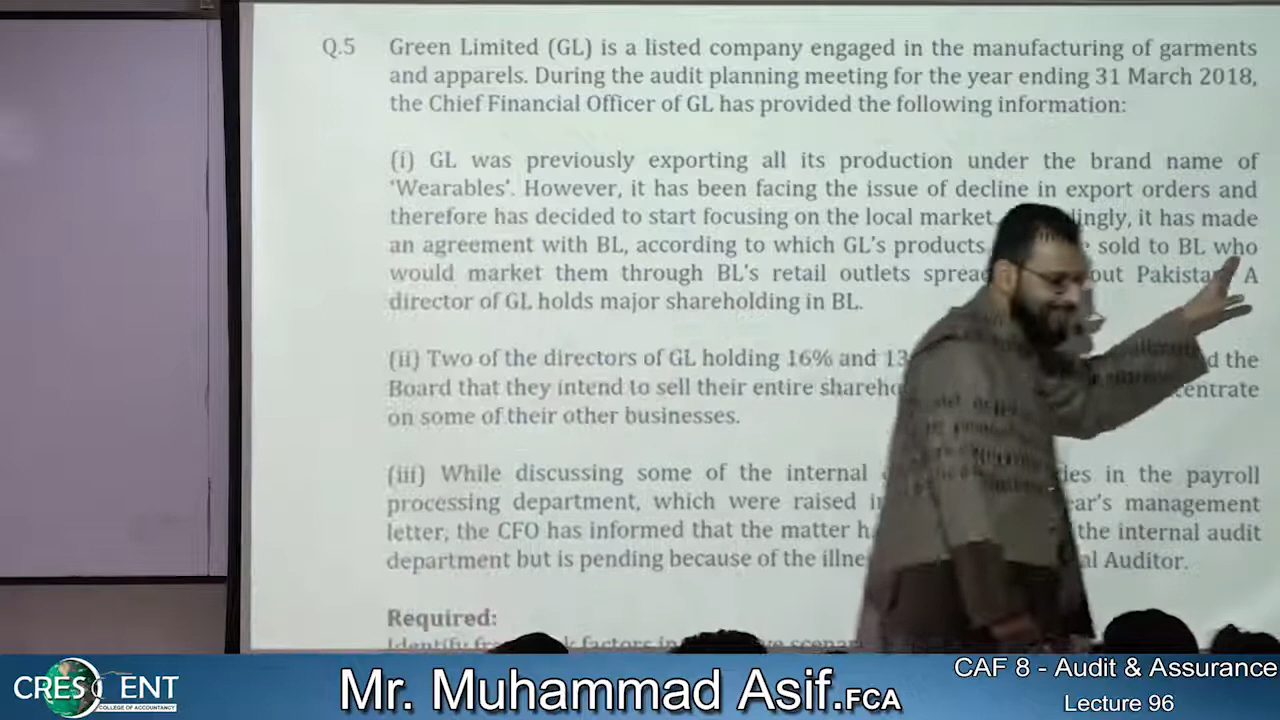 Q.5 Green Limited (GL) is a listed company engaged in the manufacturing of garments
and apparels. During the audit planning meeting for the year ending 31 March 2018,
the Chief Financial Officer of GL has provided the following information:
(i) GL was previously exporting all its production under the brand name of
'Wearables'. However, it has been facing the issue of decline in export orders and
therefore has decided to start focusing on the local market. it has made
an agreement with BL, according to which GL's products sold to BL who
would market them through BL's retail outlets Pakistan. A
director of GL holds major shareholding in BL.
(ii) Two of the directors of GL holding 16% and the
Board that they intend to sell their entire
on some of their other businesses.
(iii) While discussing some of the internal in the payroll
processing department, which were raised management
letter, the CFO has informed that the matter the internal audit
department but is pending because of the Auditor.
Required:
CRESCENT
COLLEGE OF ACCOUNTANCY
Mr. Muhammad Asif.FCA
CAF 8 - Audit & Assurance
Lecture 96